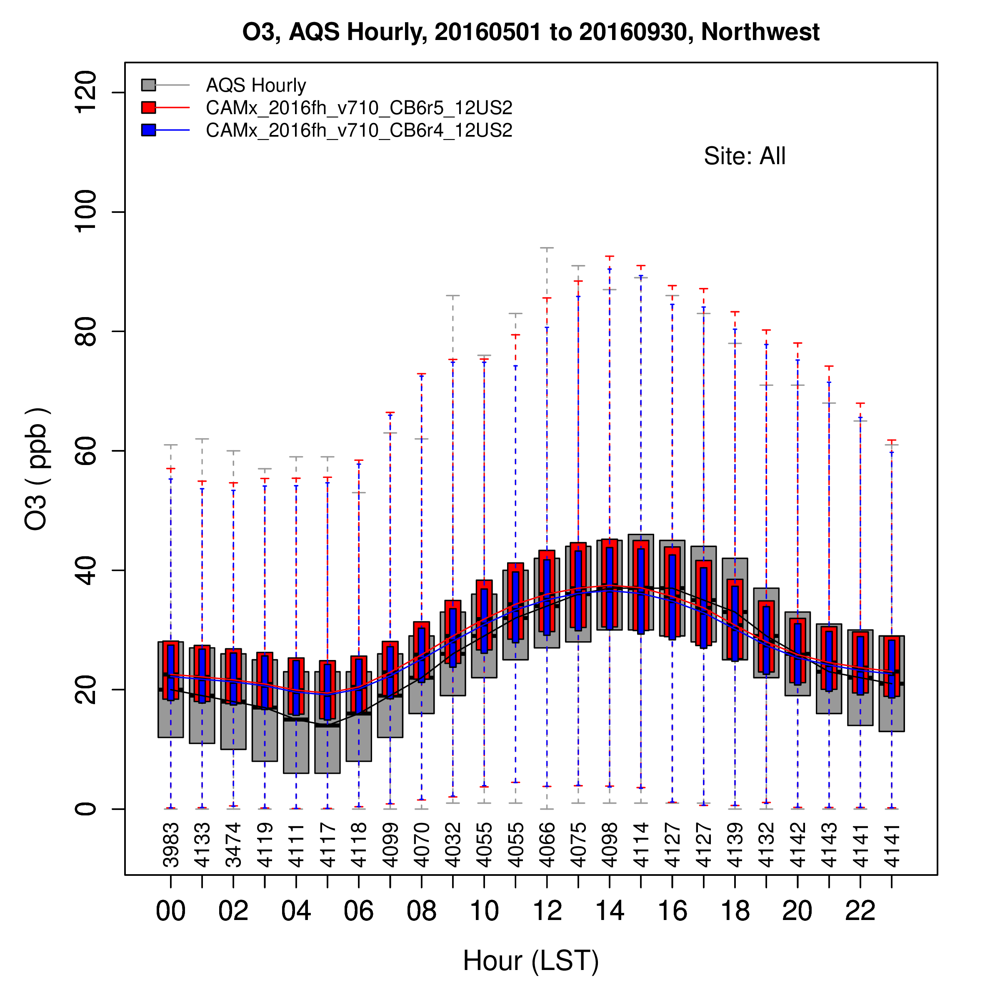 O3, AQS Hourly, 20160501 to 20160930, Northwest
AQS Hourly
CAMx_2016fh_v710_CB6r5_12US2
CAMx_2016fh_v710_CB6r4_12US2
Site: All
120
100
80
60
40
20
0
O3 ( ppb )
3983 4133 3474 4119 4111 4117 4118 4099 4070 4032 4055 4055 4066 4075 4098 4114 4127 4127 4139 4132 4142 4143 4141 4141
00 02 04 06 08 10 12 14 16 18 20 22
Hour (LST)